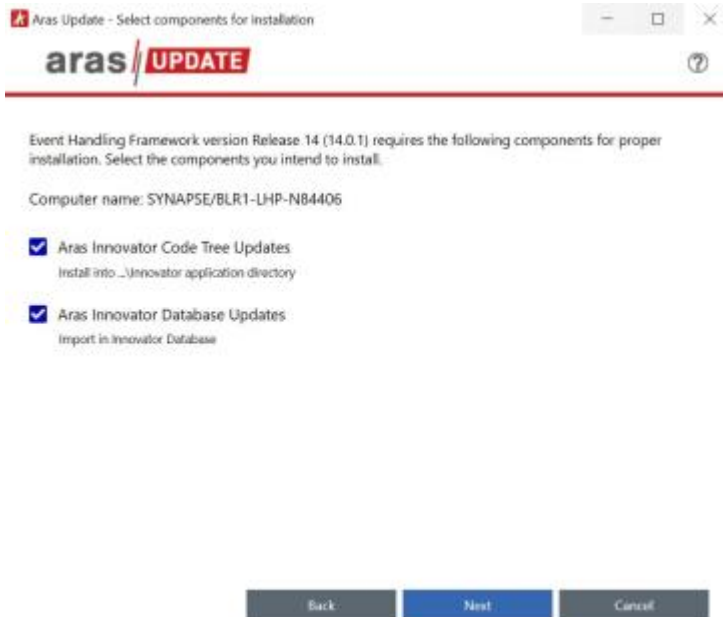 Aras Update - Select components for installation
aras UPDATE
?
Event Handling Framework version Release 14 (14.0.1) requires the following components for proper
installation. Select the components you intend to install.
Computer name: SYNAPSE/BLR1-LHP-N84406
Aras Innovator Code Tree Updates
Install into ...\Innovator application directory
Aras Innovator Database Updates
Import in Innovator Database
Back Next Cancel